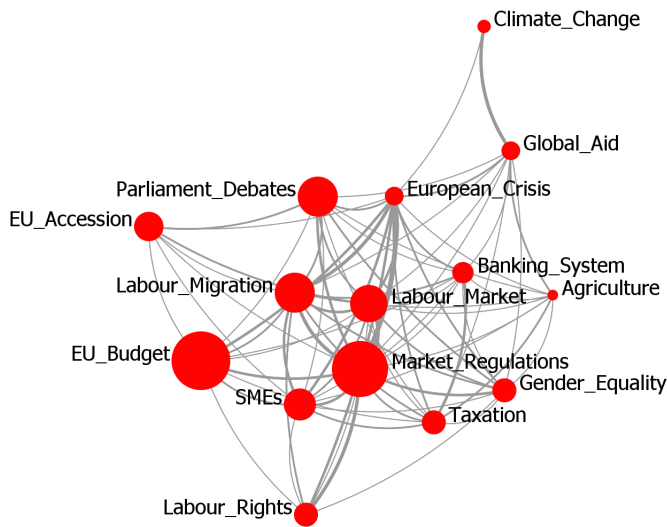 Climate_Change
Global_Aid
Parliament_Debates
European_Crisis
EU_Accession
Banking_System
Labour_Migration
Labour_Market
Agriculture
EU_Budget
Market_Regulations
Gender_Equality
SMEs
Taxation
Labour_Rights